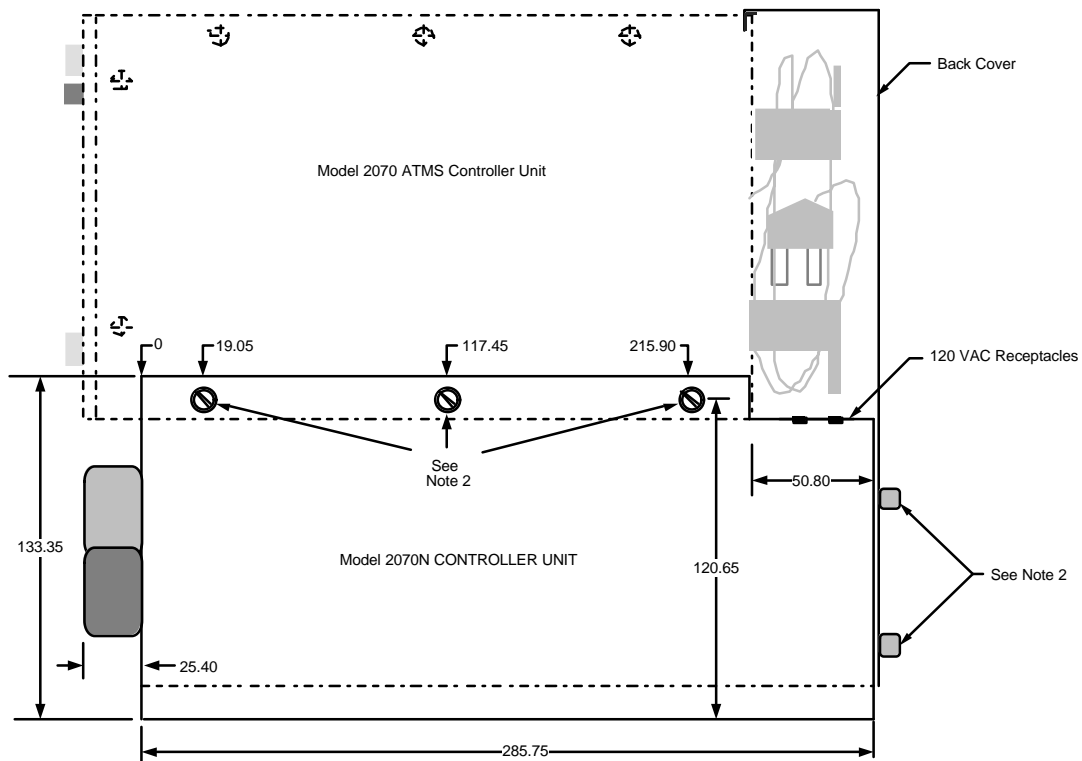 Back Cover
Model 2070 ATMS Controller Unit
0
19.05
117.45
215.90
120 VAC Receptacles
See
Note 2
50.80
133.35
Model 2070N CONTROLLER UNIT
120.65
See Note 2
25.40
285.75